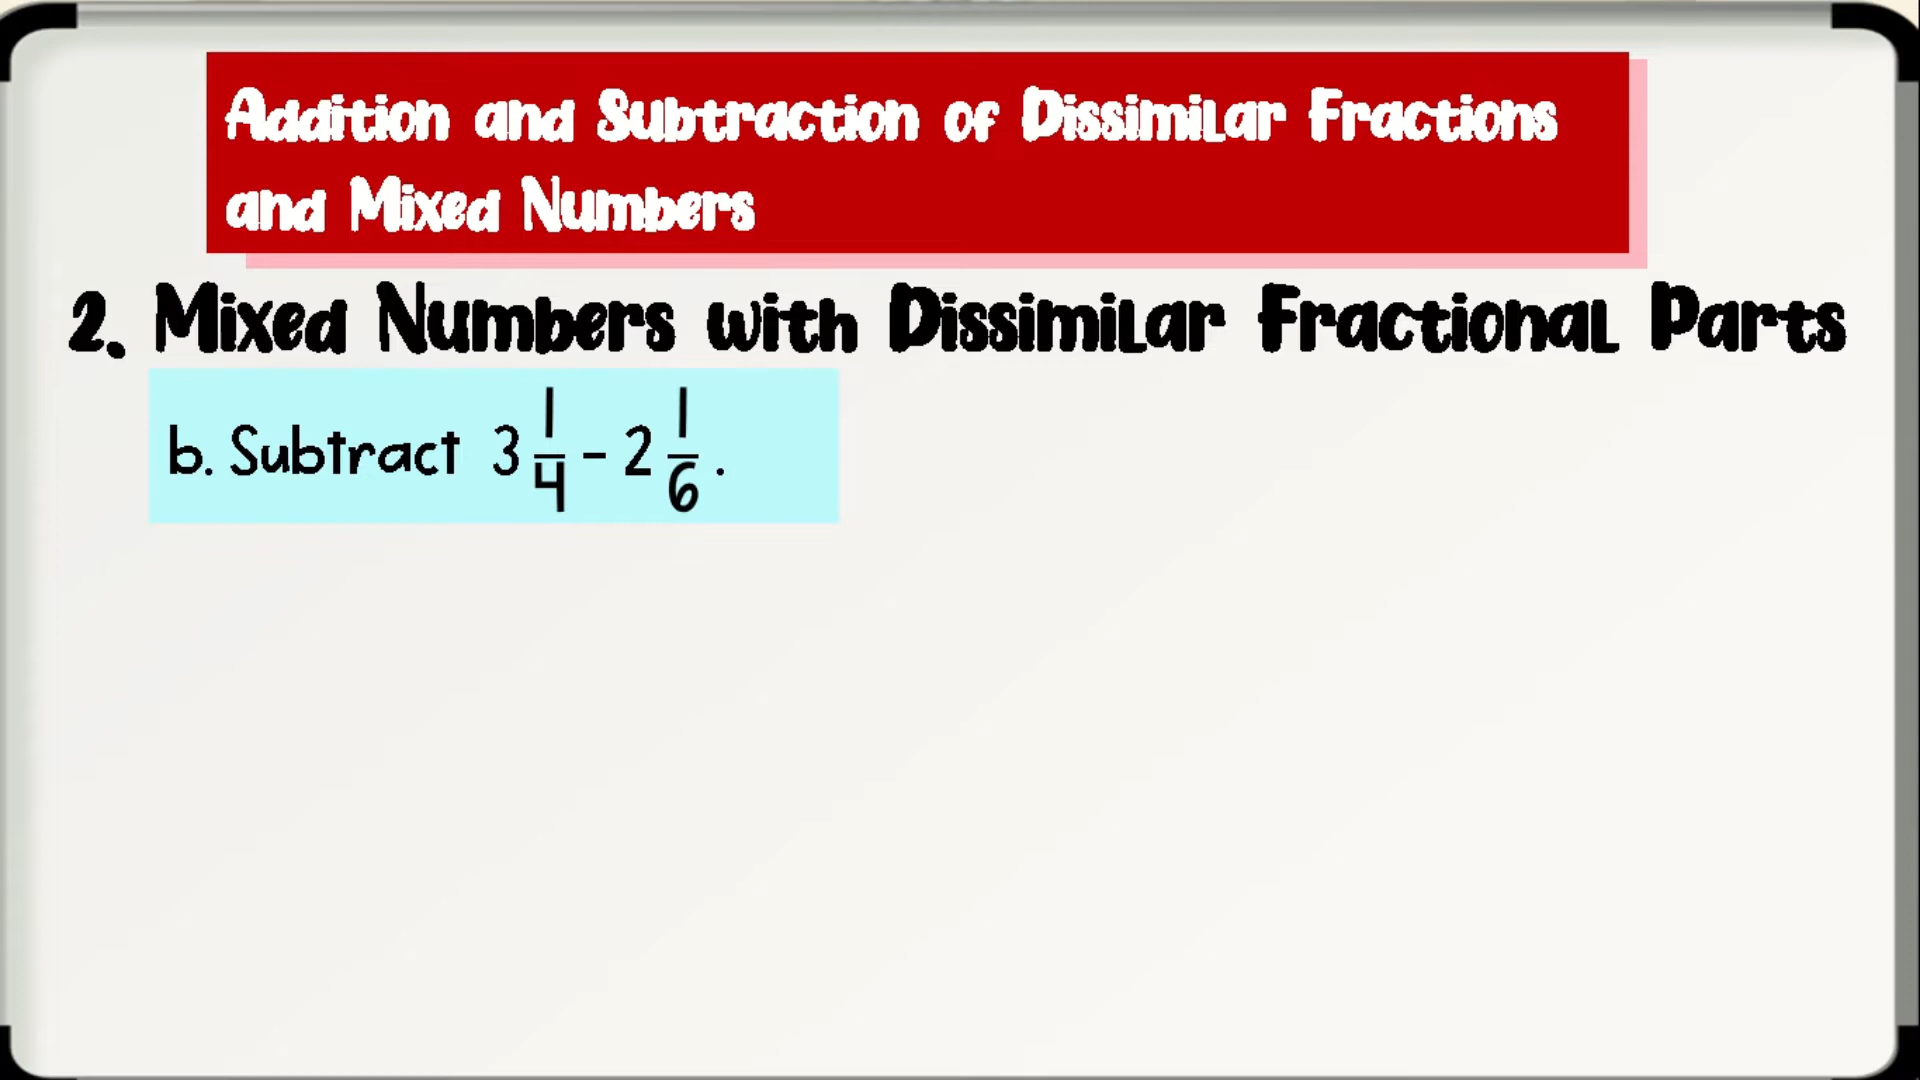 Addition and Subtraction of Dissimilar Fractions
and Mixed Numbers
2. Mixed Numbers with Dissimilar Fractional Parts
b. Subtract 3 1/4 - 2 1/6 .